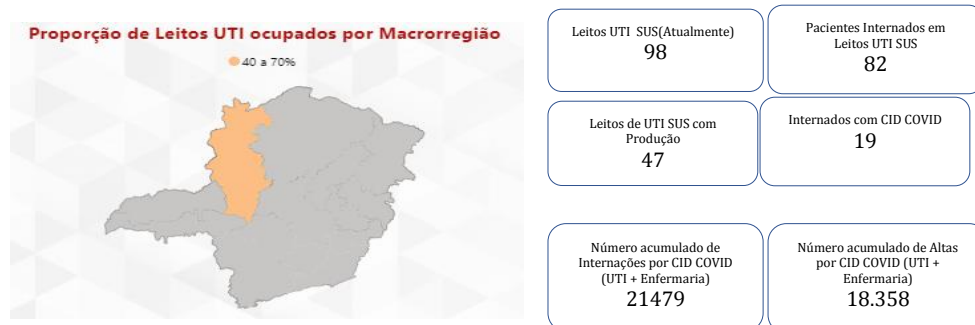 Proporção de Leitos UTI ocupados por Macrorregião
40 a 70%
Leitos UTI SUS(Atualmente)
98
Pacientes Internados em
Leitos UTI SUS
82
Leitos de UTI SUS com
Produção
47
Internados com CID COVID
19
Número acumulado de
Internações por CID COVID
(UTI + Enfermaria)
21479
Número acumulado de Altas
por CID COVID (UTI +
Enfermaria)
18.358